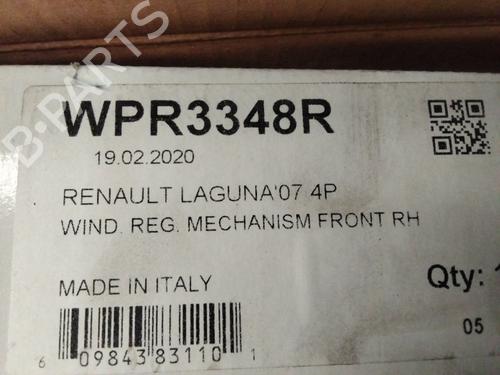 B-PARTS
WPR3348R
19.02.2020
RENAULT LAGUNA'07 4P
WIND. REG. MECHANISM FRONT RH
MADE IN ITALY
Qty: 1
05
6 09843 83110 1